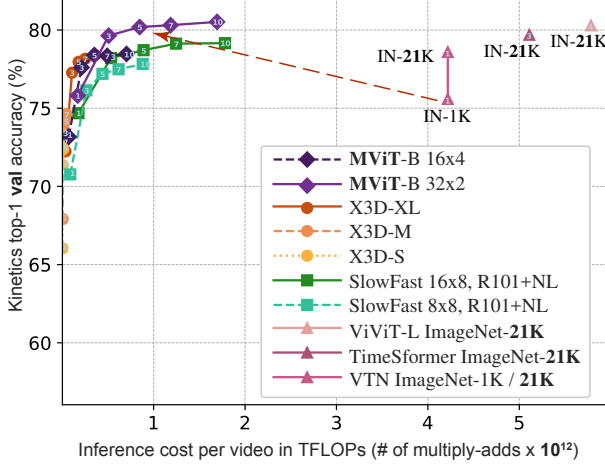 80
75
70
65
60
1
2
3
4
5
Kinetics top-1 val accuracy (%)
Inference cost per video in TFLOPs (# of multiply-adds x 10¹²)
IN-21K
IN-21K
IN-21K
IN-1K
MViT-B 16x4
MViT-B 32x2
X3D-XL
X3D-M
X3D-S
SlowFast 16x8, R101+NL
SlowFast 8x8, R101+NL
ViViT-L ImageNet-21K
TimeSformer ImageNet-21K
VTN ImageNet-1K / 21K